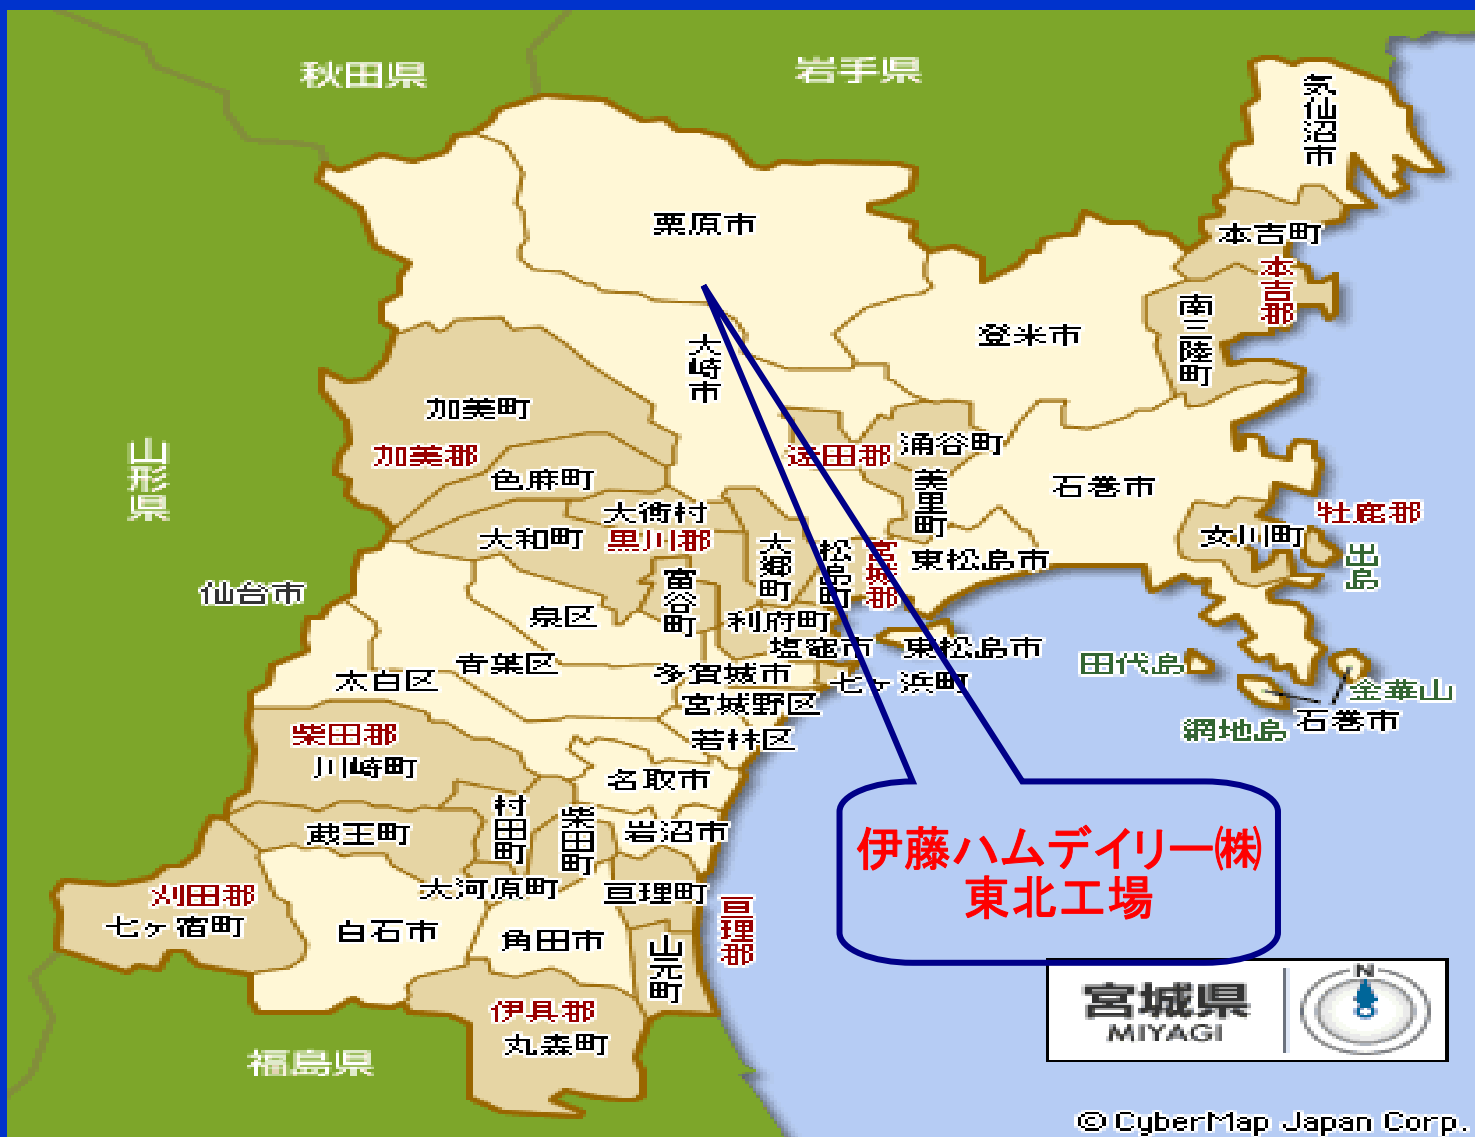 秋田県
岩手県
気仙沼市
栗原市
本吉町
本吉郡
南三陸町
登米市
大崎市
加美町
加美郡
色麻町
遠田郡
涌谷町
美里町
石巻市
山形県
大衡村
大和町
黒川郡
大郷町
松島町
宮城郡
東松島市
女川町
牡鹿郡
出島
仙台市
富谷町
泉区
利府町
塩竈市
東松島市
青葉区
太白区
多賀城市
七ヶ浜町
田代島
金華山
宮城野区
石巻市
網地島
若林区
柴田郡
川崎町
名取市
村田町
柴田町
岩沼市
蔵王町
大河原町
亘理町
亘理郡
刈田郡
七ヶ宿町
白石市
角田市
山元町
伊藤ハムデイリー㈱
東北工場
伊具郡
丸森町
福島県
宮城県
MIYAGI
N
© CyberMap Japan Corp.